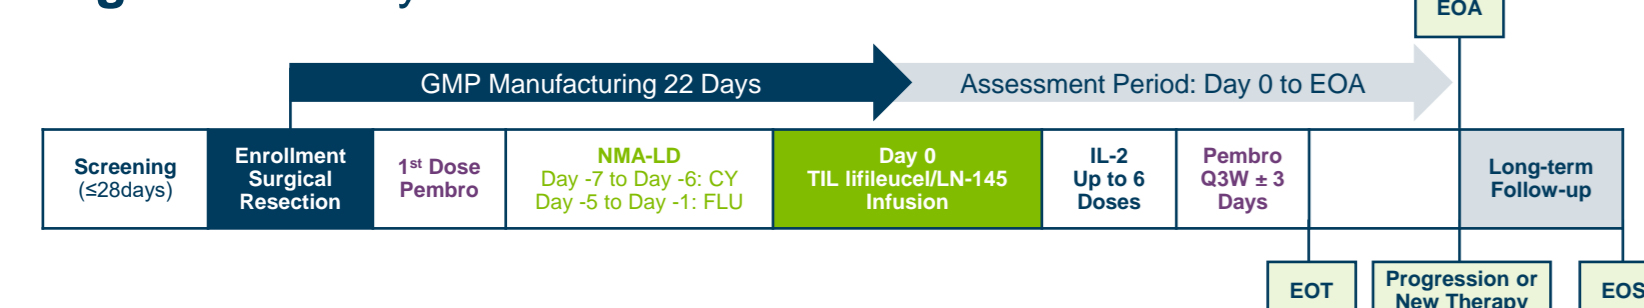 EOA
GMP Manufacturing 22 Days
Assessment Period: Day 0 to EOA
Screening
(≤28days)
Enrollment
Surgical
Resection
1st Dose
Pembro
NMA-LD
Day -7 to Day -6: CY
Day -5 to Day -1: FLU
Day 0
TIL lifileucel/LN-145
Infusion
IL-2
Up to 6
Doses
Pembro
Q3W ± 3
Days
Long-term
Follow-up
EOT
Progression or
New Therapy
EOS